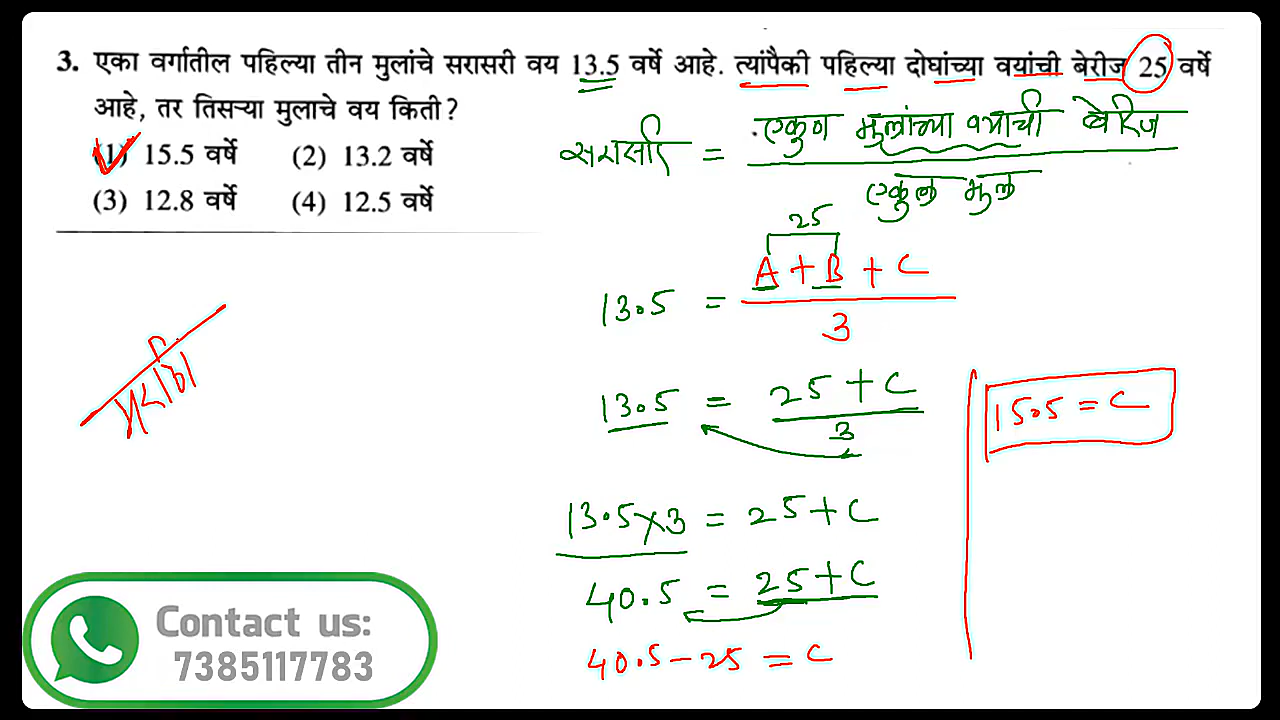 3. एका वर्गातील पहिल्या तीन मुलांचे सरासरी वय 13.5 वर्षे आहे. त्यांपैकी पहिल्या दोघांच्या वयांची बेरीज 25 वर्षे
आहे, तर तिसऱ्या मुलाचे वय किती?
(1) 15.5 वर्षे (2) 13.2 वर्षे
(3) 12.8 वर्षे (4) 12.5 वर्षे
सरासरी = एकुण मुलांच्या वयाची बेरिज
एकुल मुल
25
13.5 = A + B + C
3
13.5 = 25 + C
3
15.5 = C
13.5 × 3 = 25 + C
40.5 = 25 + C
40.5 - 25 = C
Contact us:
7385117783